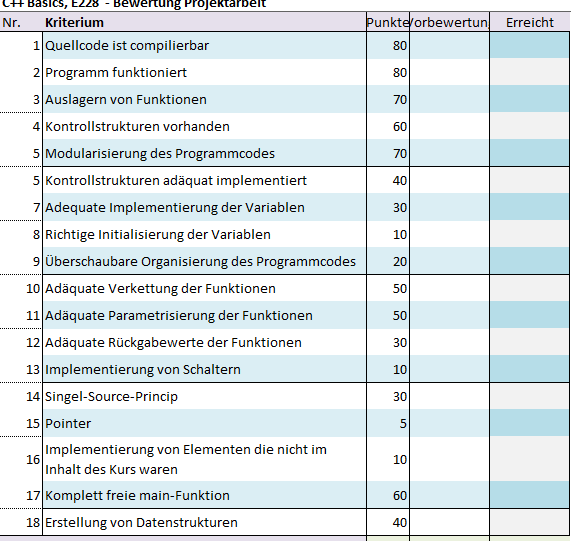 C++ Basics, E228 - Bewertung Projektarbeit
Nr. Kriterium Punkte Vorbewertung Erreicht
1 Quellcode ist compilierbar 80
2 Programm funktioniert 80
3 Auslagern von Funktionen 70
4 Kontrollstrukturen vorhanden 60
5 Modularisierung des Programmcodes 70
5 Kontrollstrukturen adäquat implementiert 40
7 Adequate Implementierung der Variablen 30
8 Richtige Initialisierung der Variablen 10
9 Überschaubare Organisierung des Programmcodes 20
10 Adäquate Verkettung der Funktionen 50
11 Adäquate Parametrisierung der Funktionen 50
12 Adäquate Rückgabewerte der Funktionen 30
13 Implementierung von Schaltern 10
14 Singel-Source-Princip 30
15 Pointer 5
16 Implementierung von Elementen die nicht im
Inhalt des Kurs waren 10
17 Komplett freie main-Funktion 60
18 Erstellung von Datenstrukturen 40